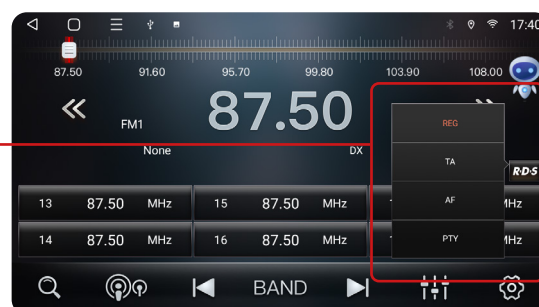 17:40
87.50 91.60 95.70 99.80 103.90 108.00
FM1 87.50
None DX
REG
TA
AF
PTY
R·D·S
13 87.50 MHz 15 87.50 MHz
14 87.50 MHz 16 87.50 MHz
BAND